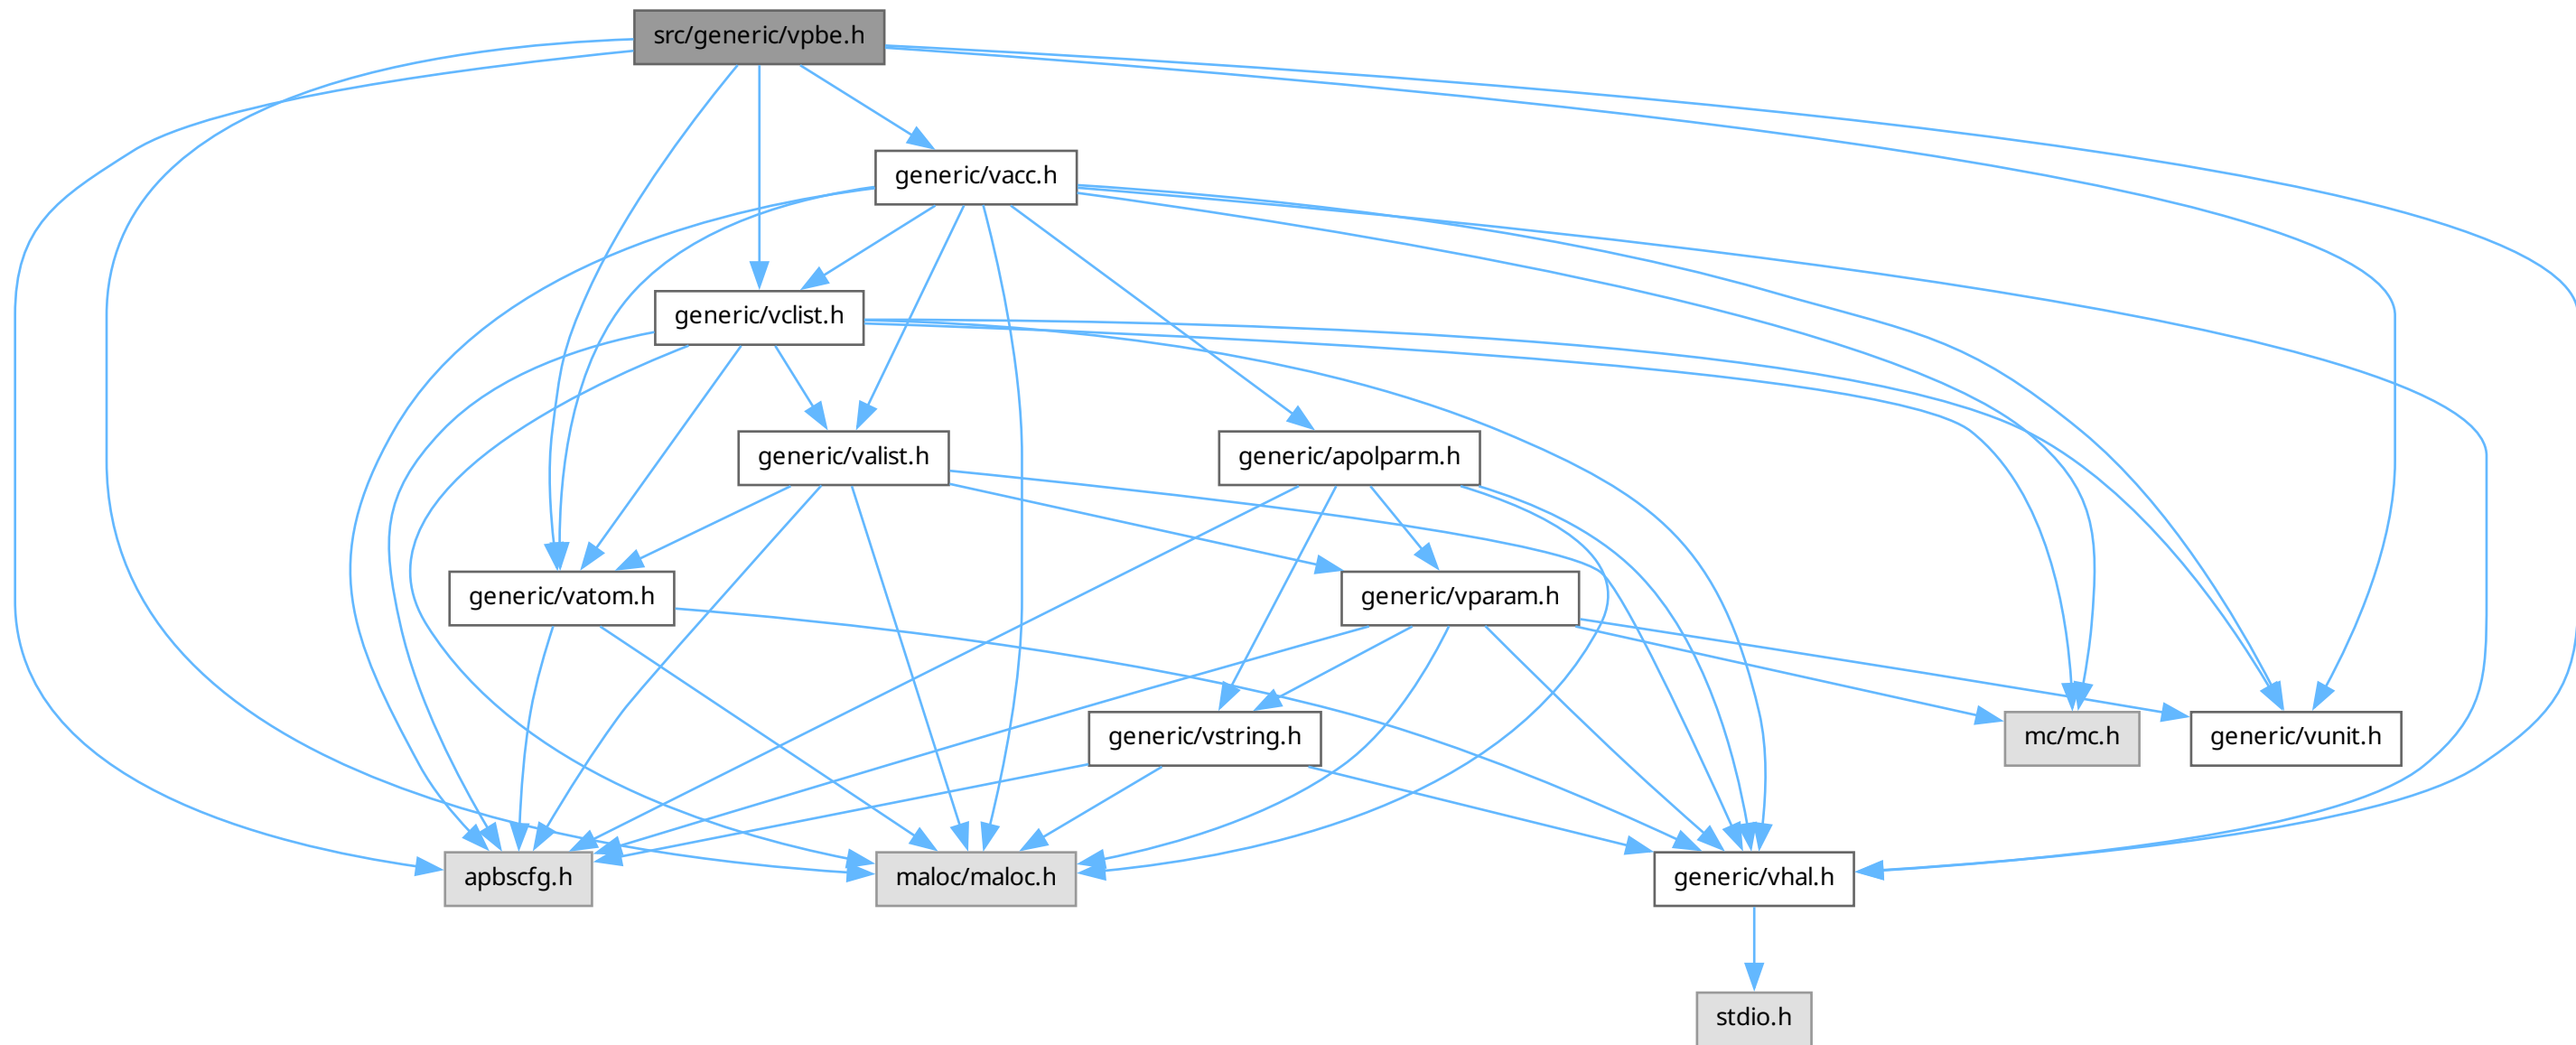 src/generic/vpbe.h
generic/vacc.h
generic/vclist.h
generic/valist.h
generic/apolparm.h
generic/vatom.h
generic/vparam.h
generic/vstring.h
mc/mc.h
generic/vunit.h
apbscfg.h
maloc/maloc.h
generic/vhal.h
stdio.h